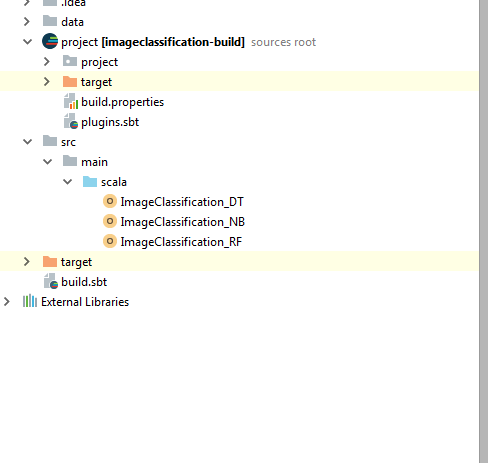 .idea
data
project [imageclassification-build] sources root
project
target
build.properties
plugins.sbt
src
main
scala
O ImageClassification_DT
O ImageClassification_NB
O ImageClassification_RF
target
build.sbt
External Libraries